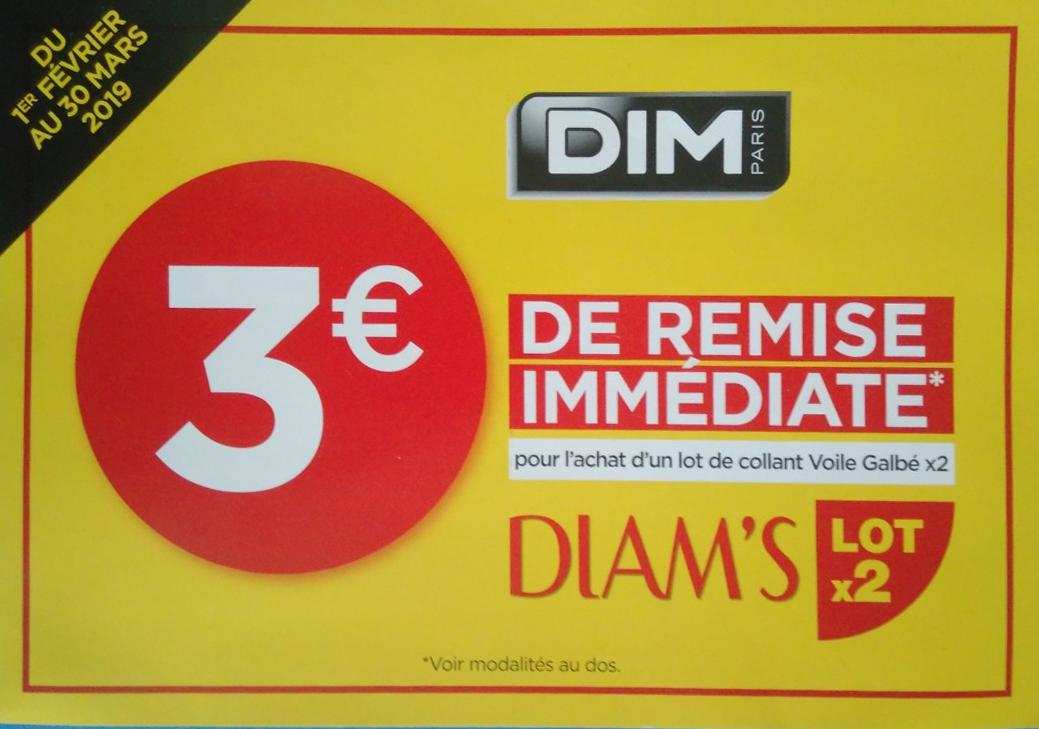 DU
1ER FÉVRIER
AU 30 MARS
2019
DIM PARIS
3€
DE REMISE
IMMÉDIATE*
pour l'achat d'un lot de collant Voile Galbé x2
DIAM'S
LOT
x2
*Voir modalités au dos.